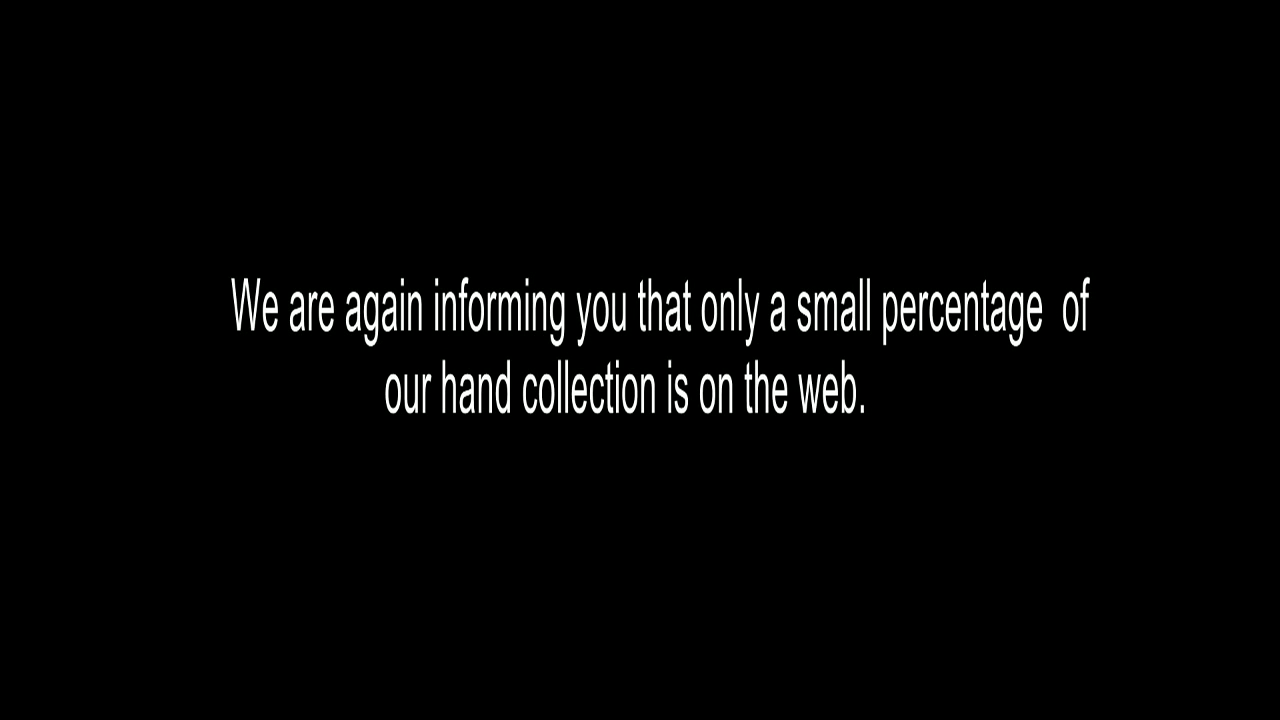 We are again informing you that only a small percentage  of
our hand collection is on the web.